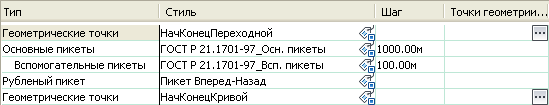 Тип Стиль Шаг Точки геометрии...
Геометрические точки НачКонецПереходной ...
Основные пикеты ГОСТ Р 21.1701-97_Осн. пикеты 1000.00м
Вспомогательные пикеты ГОСТ Р 21.1701-97_Всп. пикеты 100.00м
Рубленый пикет Пикет Вперед-Назад
Геометрические точки НачКонецКривой ...